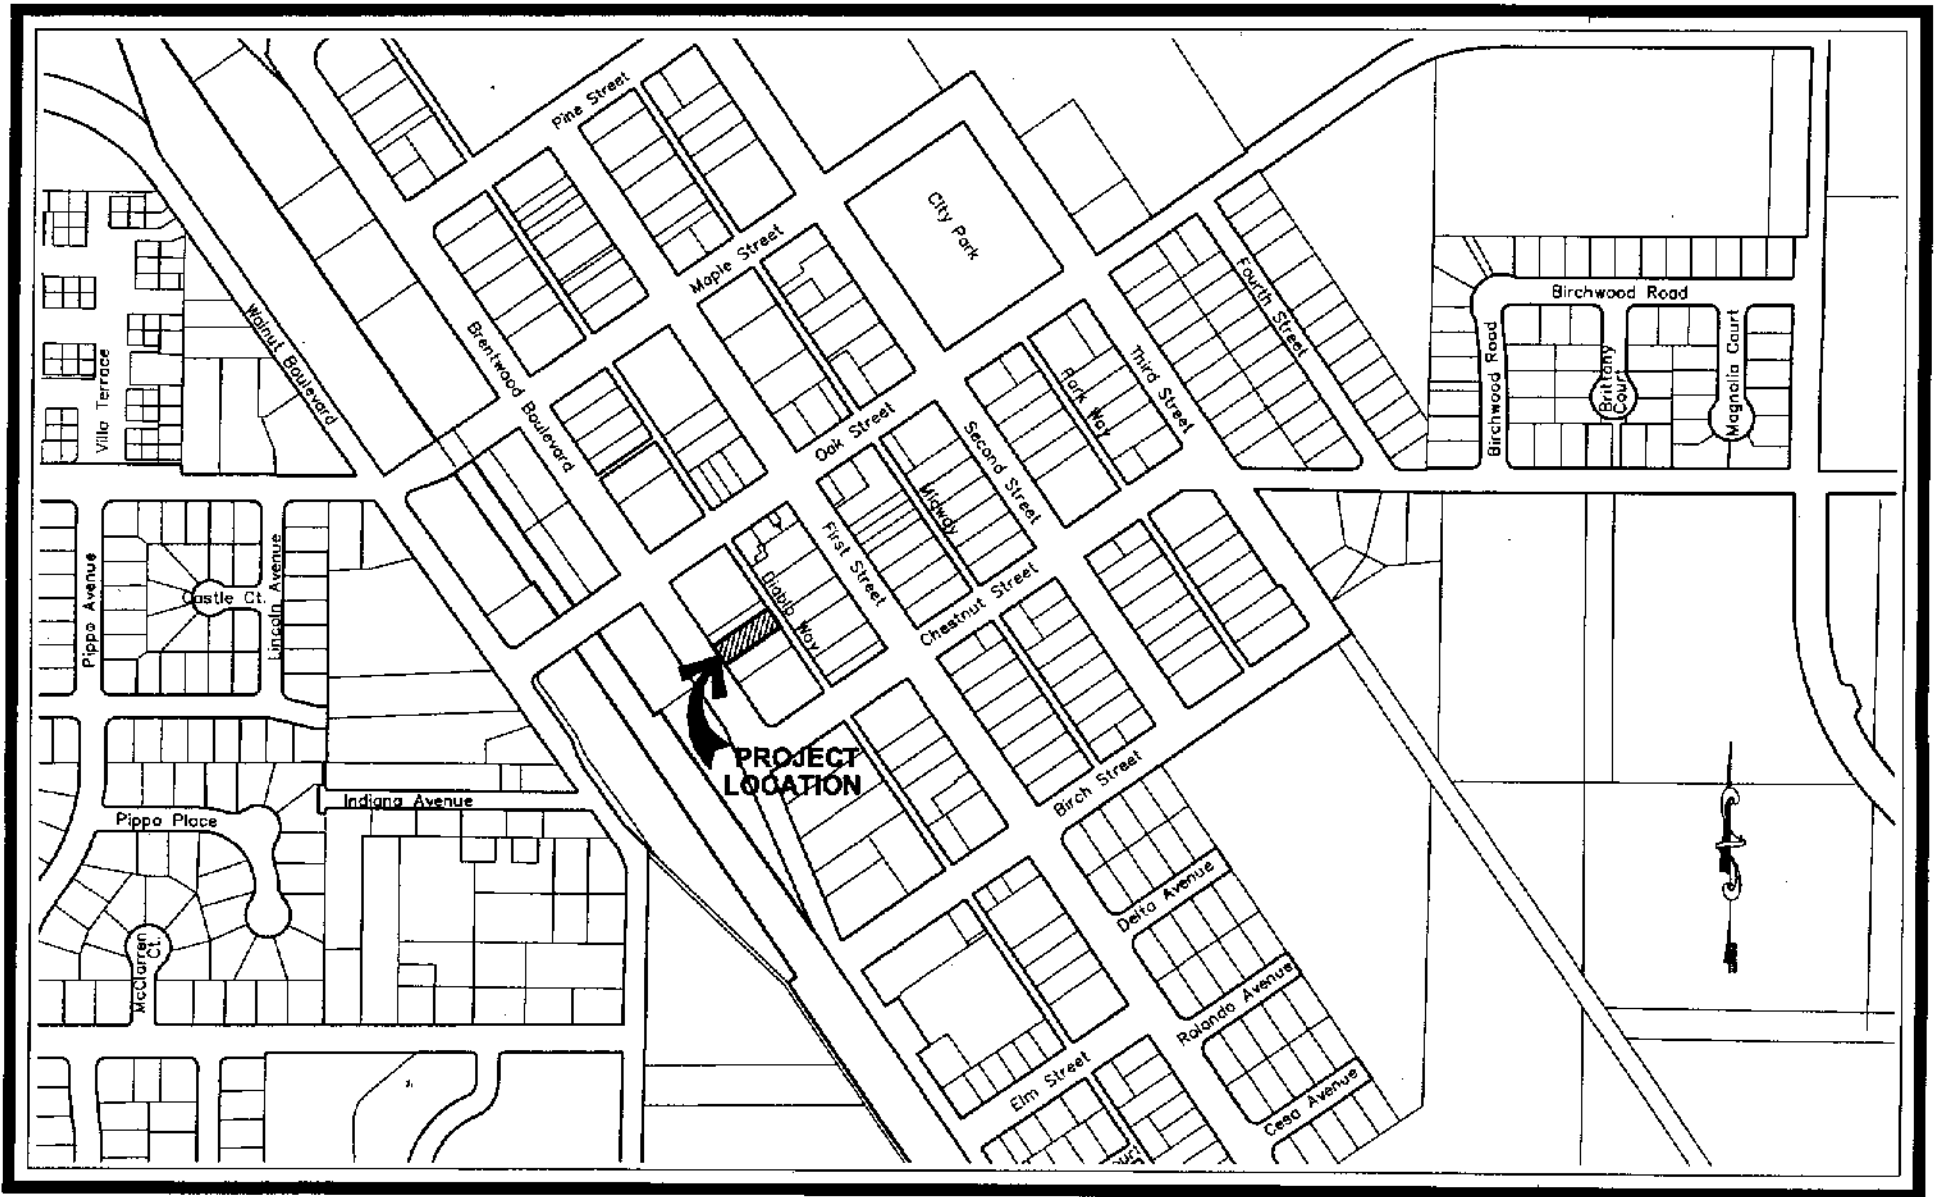 Pine Street
City Park
Maple Street
Fourth Street
Birchwood Road
Walnut Boulevard
Brentwood Boulevard
Villa Terrace
Third Street
Park Way
Birchwood Road
Brittany
Court
Magnolia Court
Oak Street
Second Street
Midway
First Street
Diablo Way
Chestnut Street
Pippo Avenue
Castle Ct.
Lincoln Avenue
PROJECT
LOCATION
Indiana Avenue
Pippo Place
Birch Street
Delta Avenue
McClarren
Ct.
Rolando Avenue
Elm Street
Cesa Avenue